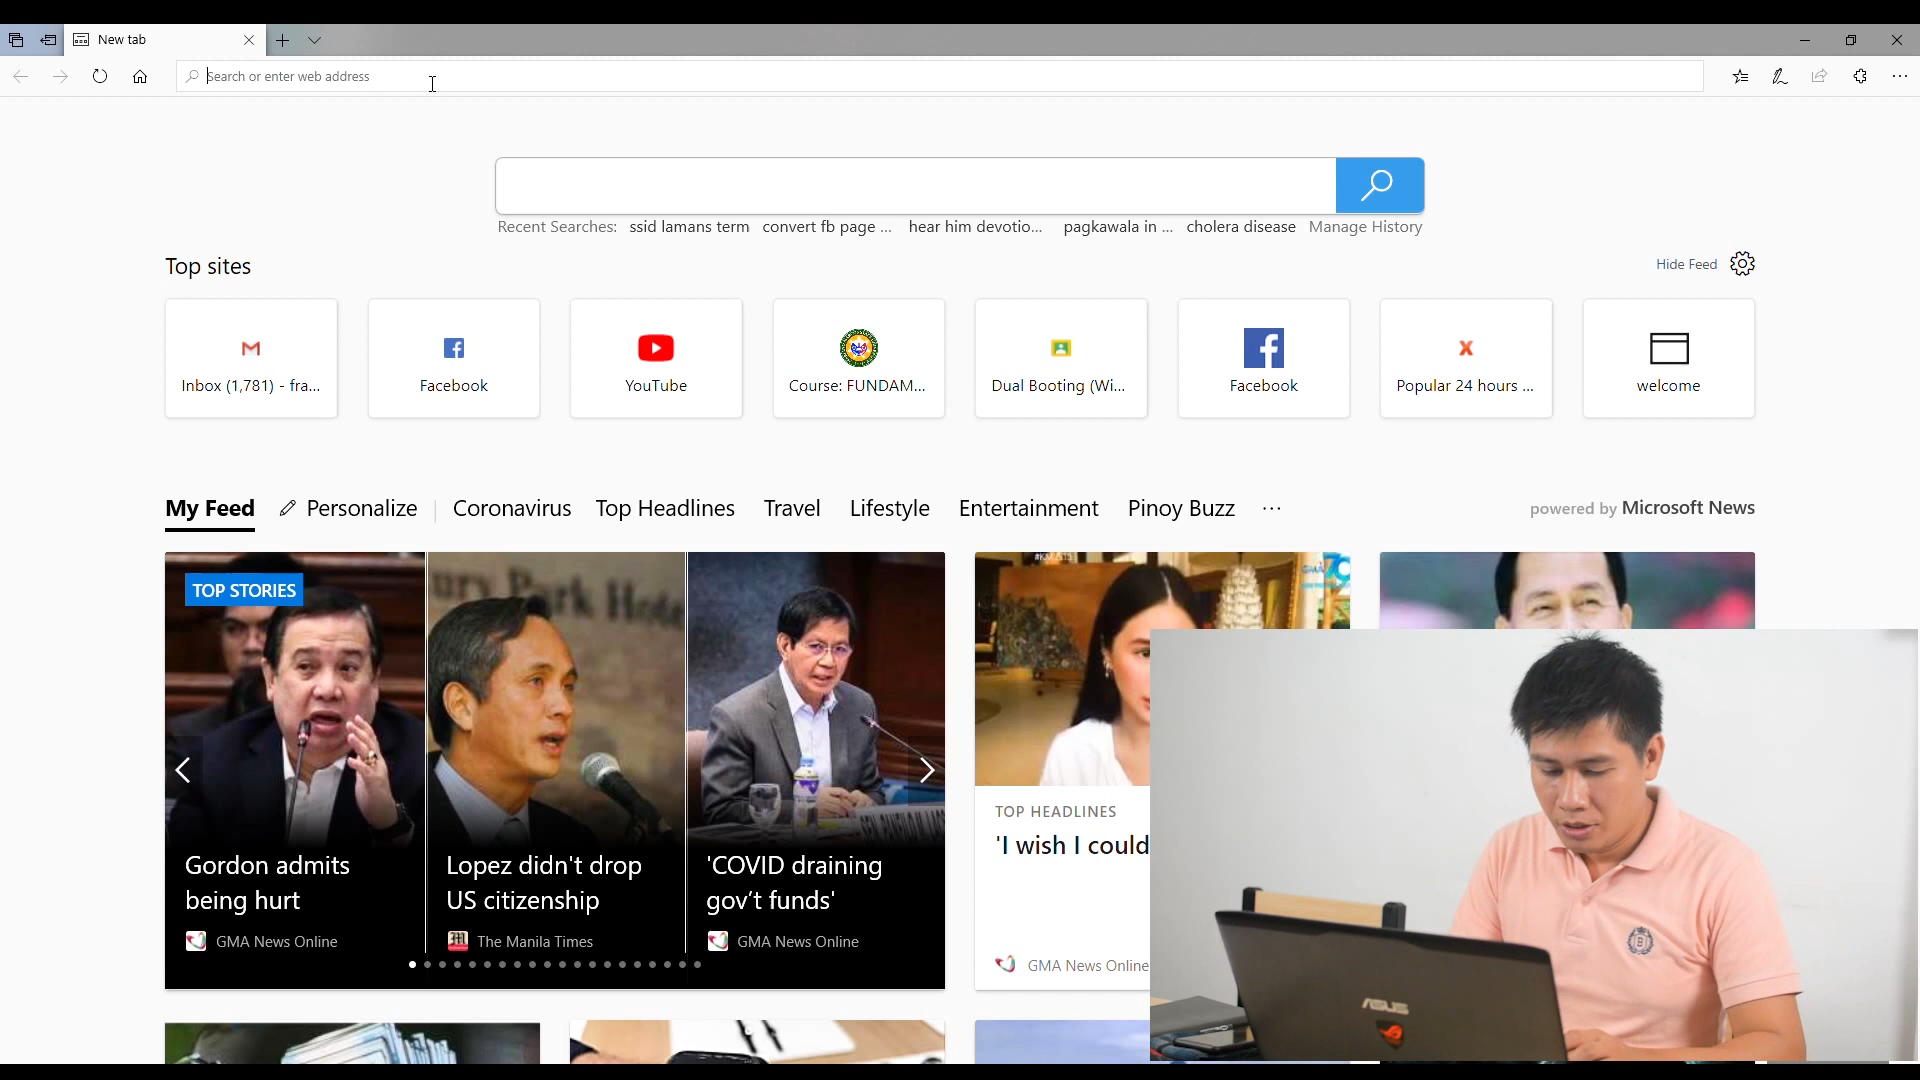 New tab
Search or enter web address
Recent Searches: ssid lamans term convert fb page ... hear him devotio... pagkawala in ... cholera disease Manage History
Top sites
Hide Feed
Inbox (1,781) - fra...
Facebook
YouTube
Course: FUNDAM...
Dual Booting (Wi...
Facebook
Popular 24 hours ...
welcome
My Feed Personalize Coronavirus Top Headlines Travel Lifestyle Entertainment Pinoy Buzz ...
powered by Microsoft News
TOP STORIES
ury Park Hote
Gordon admits
being hurt
GMA News Online
Lopez didn't drop
US citizenship
The Manila Times
'COVID draining
gov't funds'
GMA News Online
TOP HEADLINES
'I wish I could
GMA News Online
ASUS